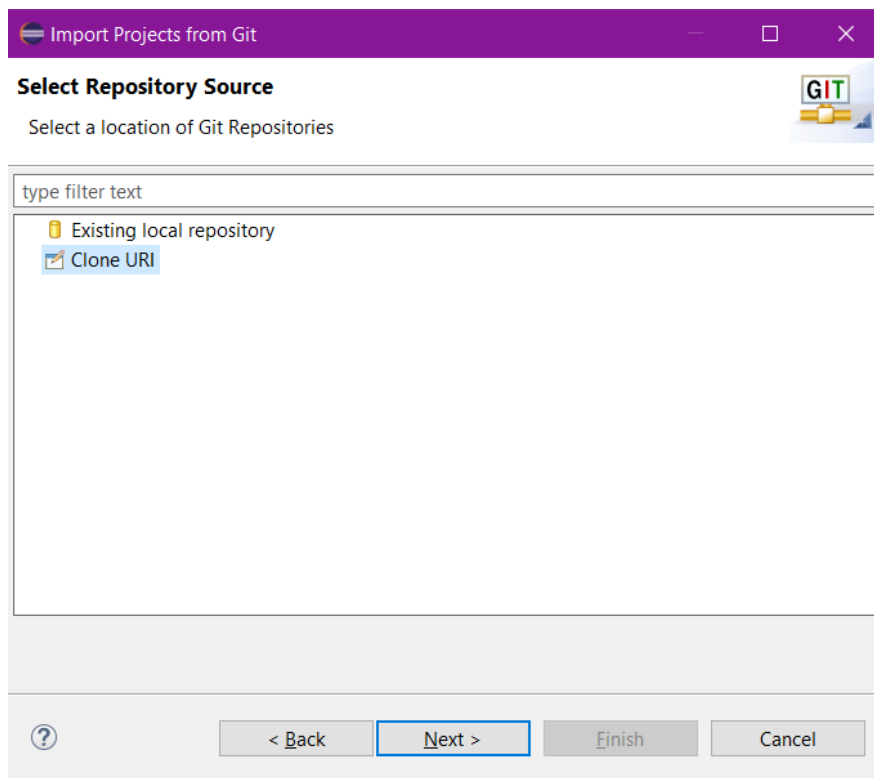 Import Projects from Git
Select Repository Source
GIT
Select a location of Git Repositories
type filter text
Existing local repository
Clone URI
? < Back Next > Finish Cancel